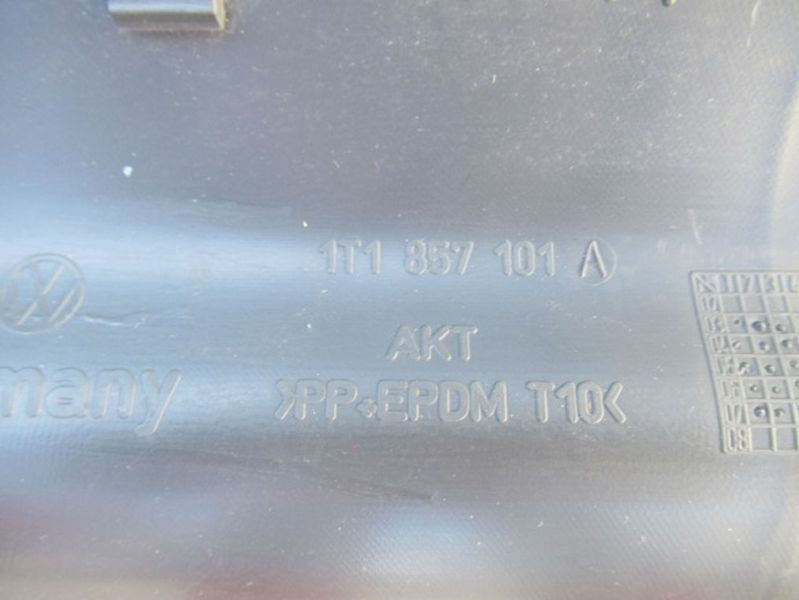 1T1 857 101 A
AKT
many
>PP+EPDM T10<